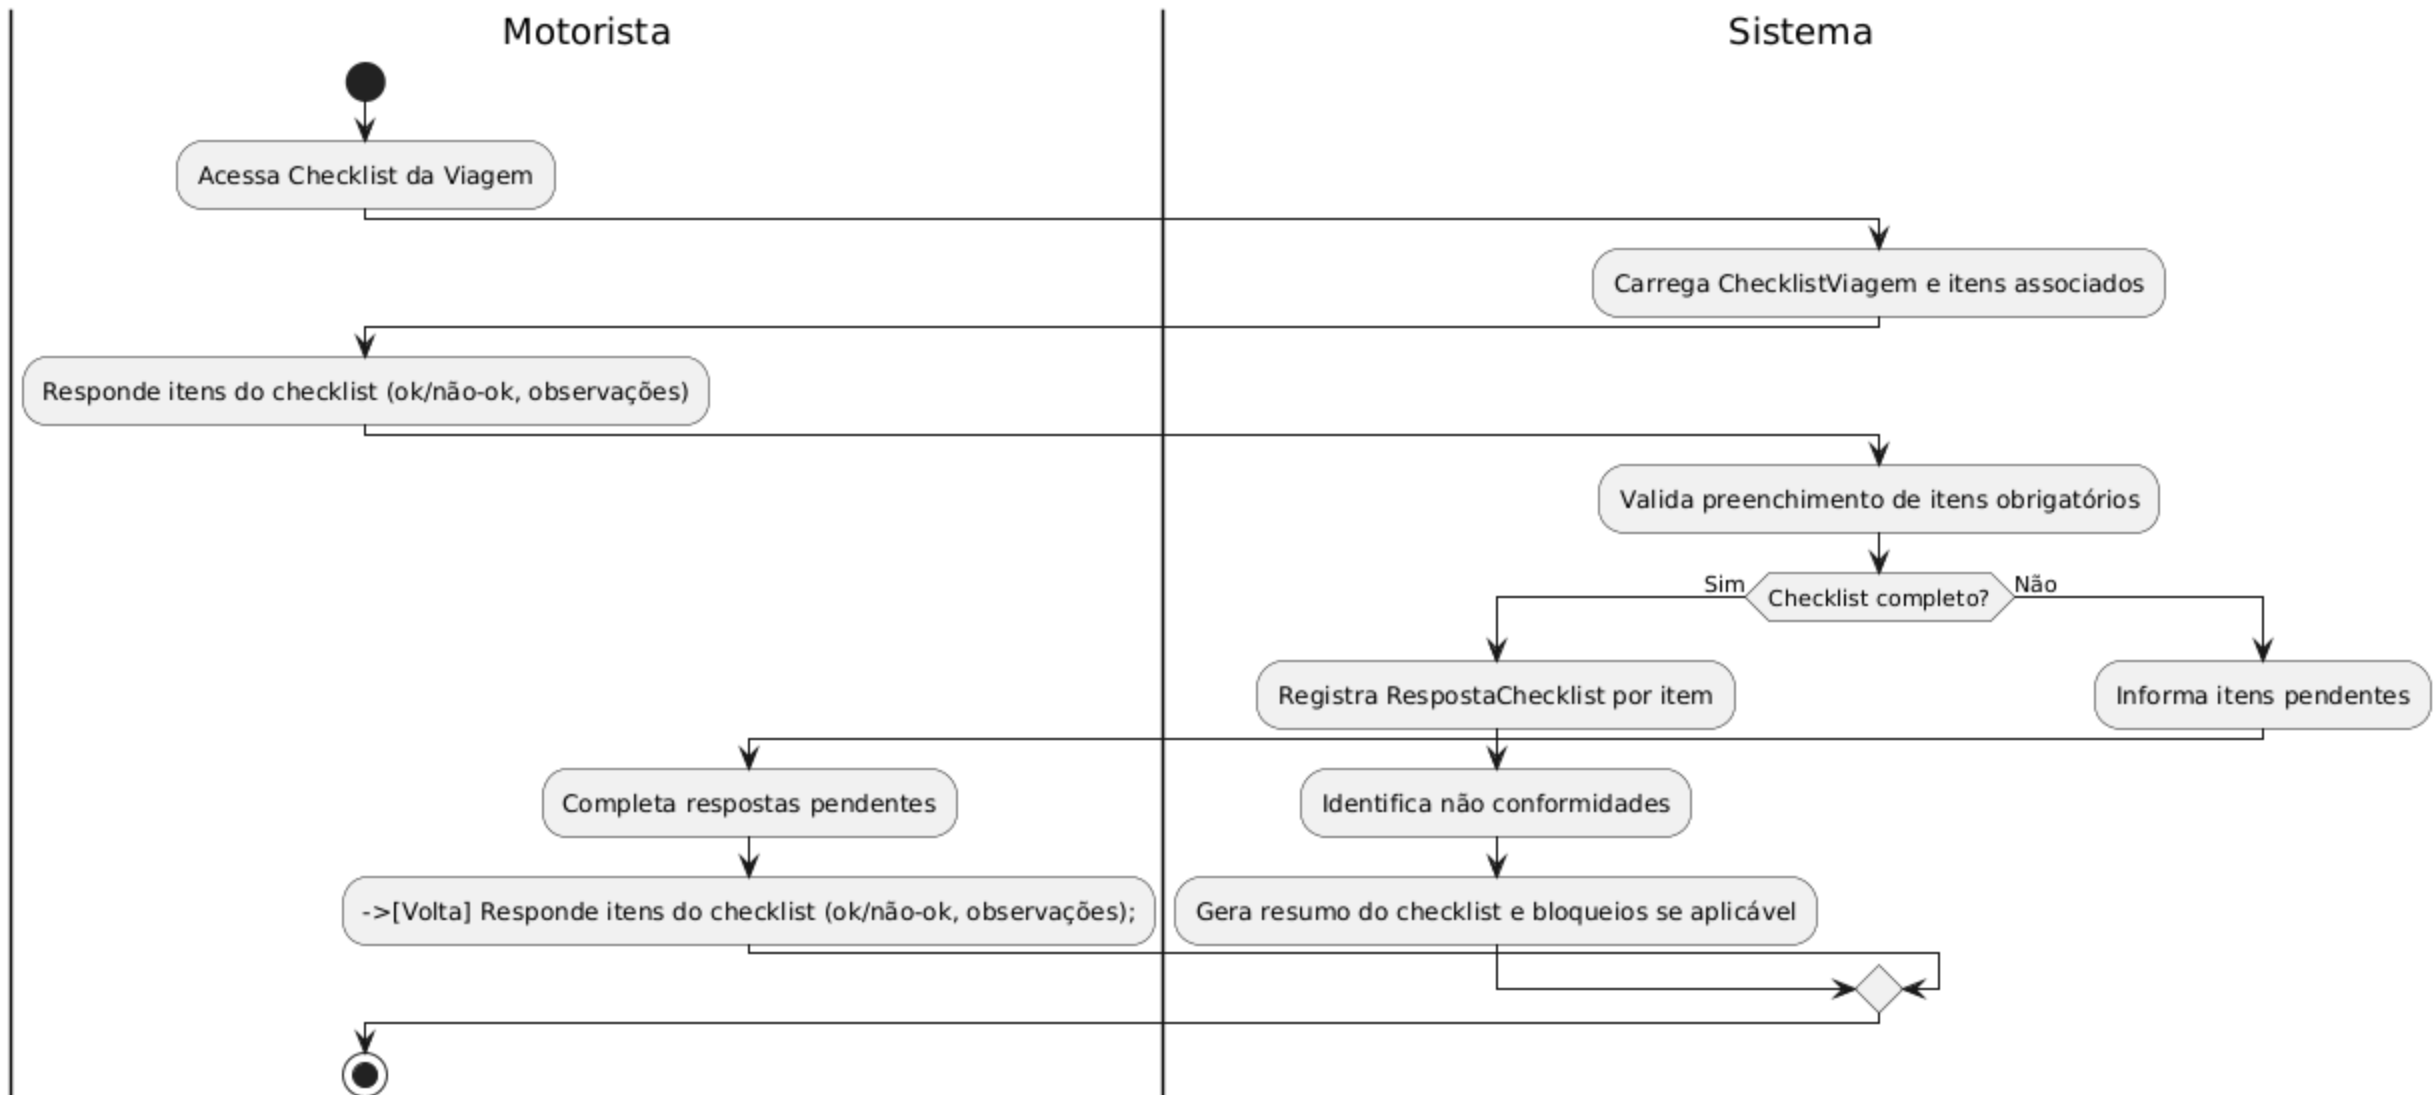 Motorista
Sistema
Acessa Checklist da Viagem
Carrega ChecklistViagem e itens associados
Responde itens do checklist (ok/não-ok, observações)
Valida preenchimento de itens obrigatórios
Sim
Checklist completo?
Não
Registra RespostaChecklist por item
Informa itens pendentes
Completa respostas pendentes
Identifica não conformidades
->[Volta] Responde itens do checklist (ok/não-ok, observações);
Gera resumo do checklist e bloqueios se aplicável